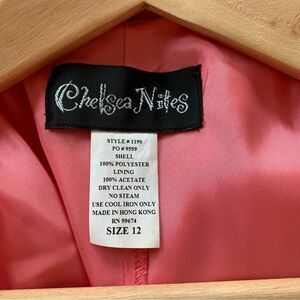 Chelsea Nites
STYLE # 1190
PO # 9599
SHELL
100% POLYESTER
LINING
100% ACETATE
DRY CLEAN ONLY
NO STEAM
USE COOL IRON ONLY
MADE IN HONG KONG
RN 99674
SIZE 12